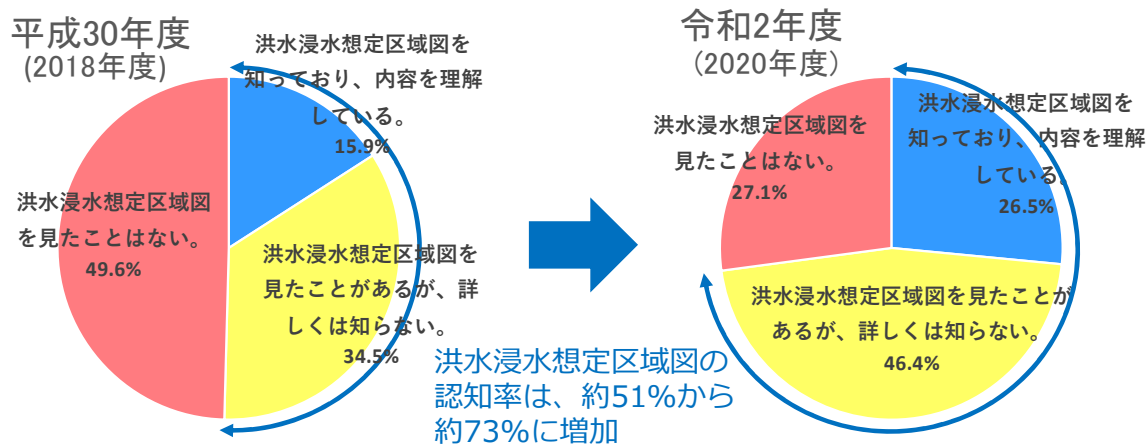 平成30年度
(2018年度)
洪水浸水想定区域図を
知っており、内容を理解
している。
15.9%
洪水浸水想定区域図
を見たことはない。
49.6%
洪水浸水想定区域図を
見たことがあるが、詳
しくは知らない。
34.5%
洪水浸水想定区域図の
認知率は、約51%から
約73%に増加
令和2年度
（2020年度）
洪水浸水想定区域図を
見たことはない。
27.1%
洪水浸水想定区域図を
知っており、内容を理解
している。
26.5%
洪水浸水想定区域図を見たことが
あるが、詳しくは知らない。
46.4%